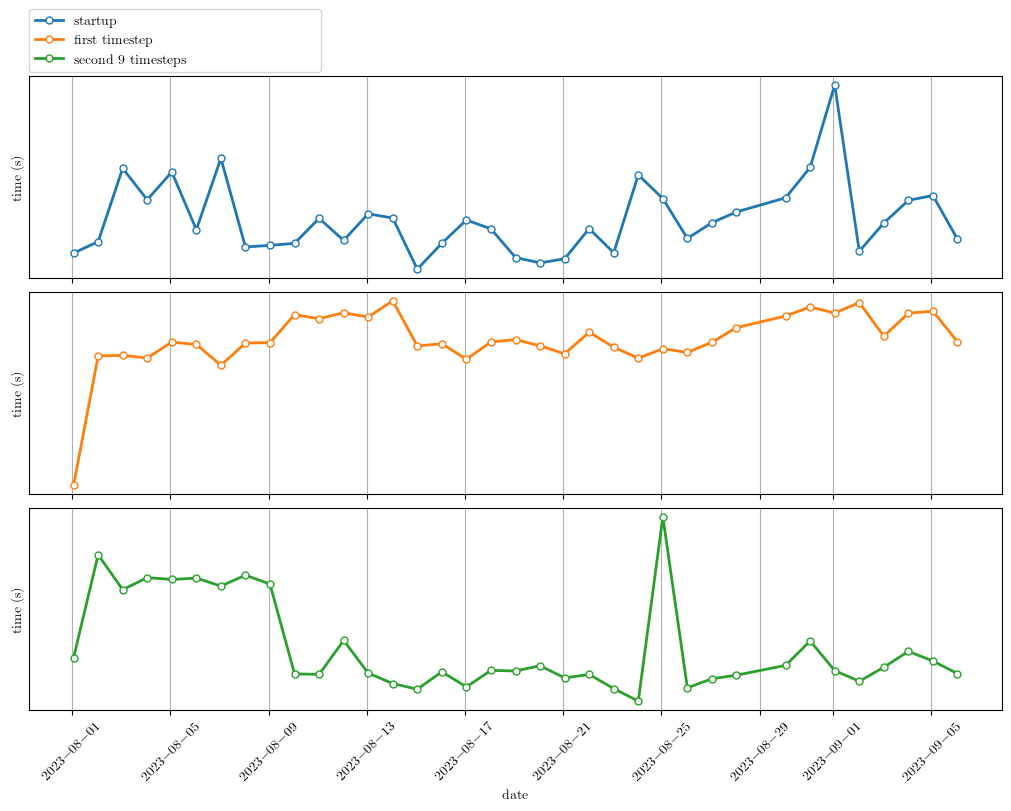 startup
first timestep
second 9 timesteps
time (s)
time (s)
time (s)
2023−08−01
2023−08−05
2023−08−09
2023−08−13
2023−08−17
2023−08−21
2023−08−25
2023−08−29
2023−09−01
2023−09−05
date